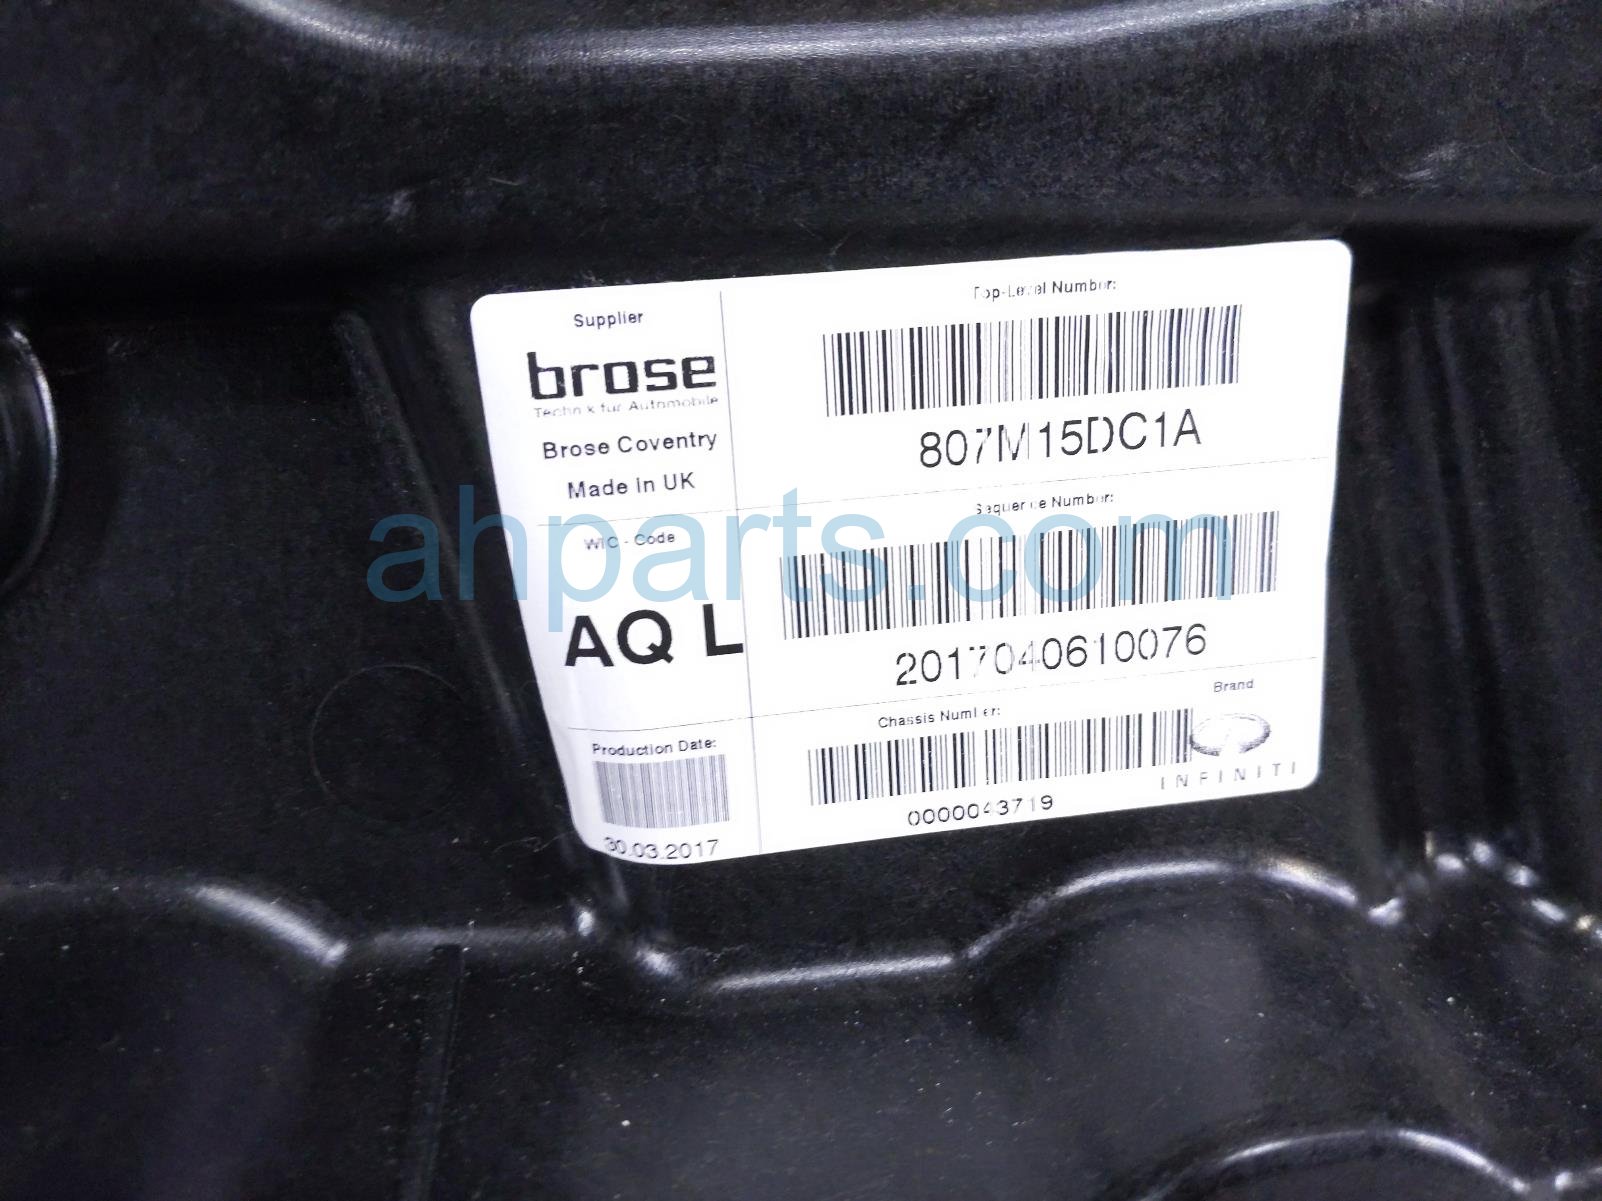 Supplier
brose
Technik für Automobile
Brose Coventry
Made in UK
WIC - Code
AQ L
Production Date:
30.03.2017
Top-Level Number:
807M15DC1A
Sequence Number:
2017040610076
Chassis Number:
0000043719
Brand
INFINITI
ahparts.com